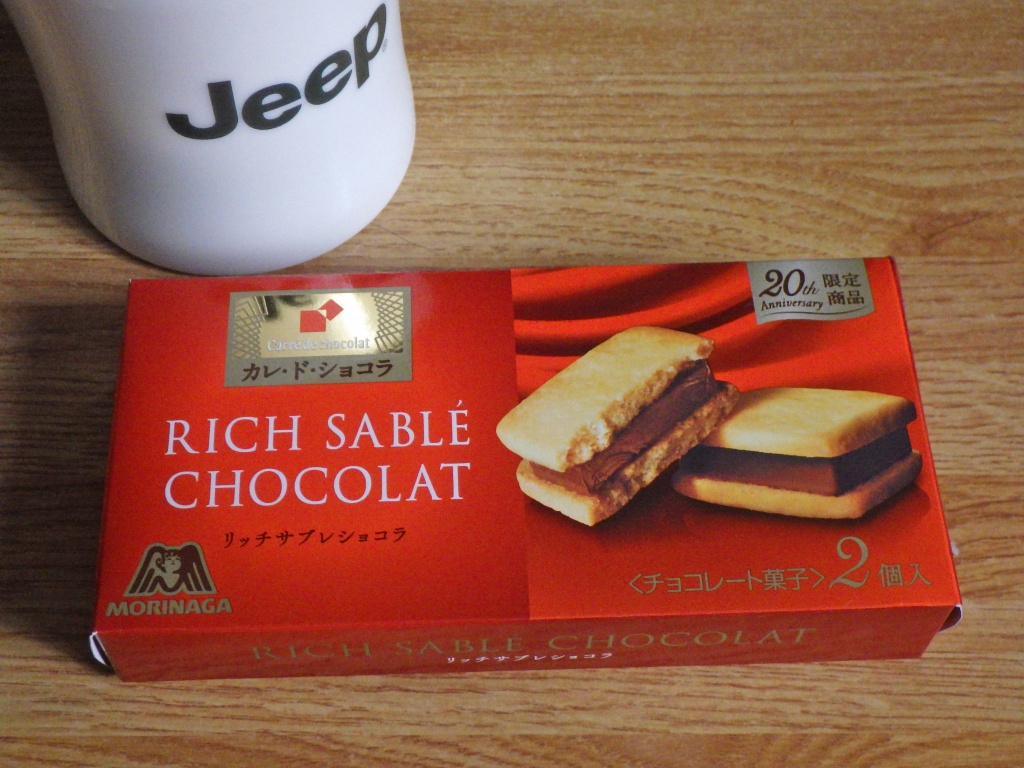 Jeep
Carré de chocolat
カレ・ド・ショコラ
RICH SABLÉ
CHOCOLAT
リッチサブレショコラ
MORINAGA
20th
Anniversary
限定
商品
〈チョコレート菓子〉2個入
RICH SABLÉ CHOCOLAT
リッチサブレショコラ